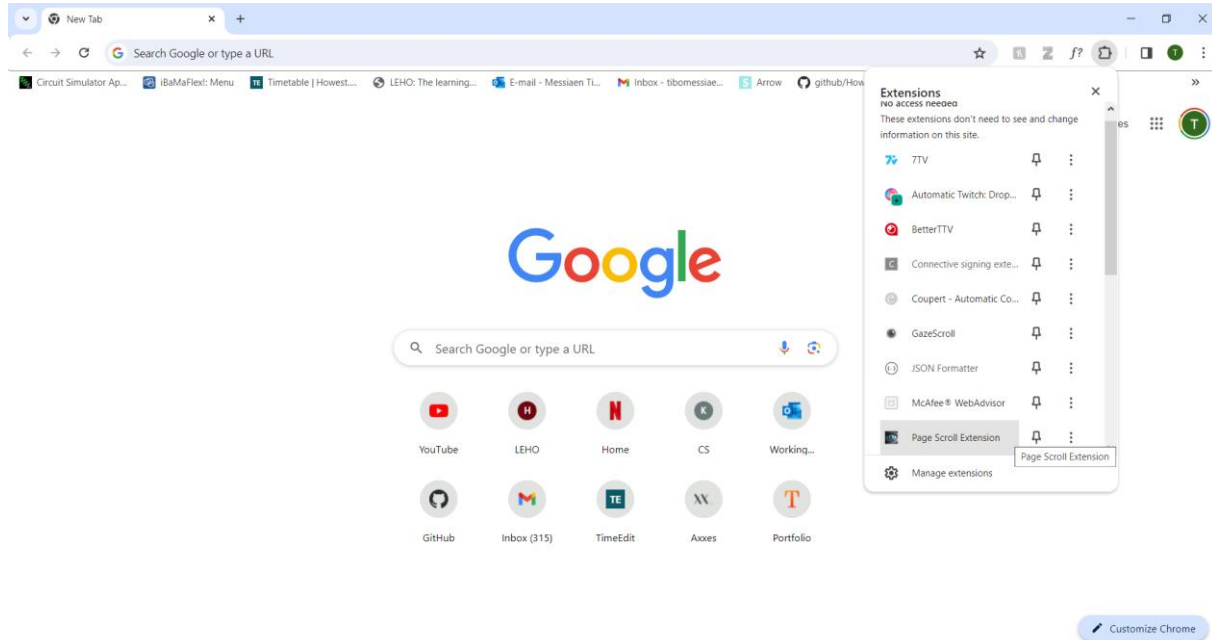 New Tab
Search Google or type a URL
f?
T
Circuit Simulator Ap...
iBaMaFlex!: Menu
TE Timetable | Howest....
LEHO: The learning...
E-mail - Messiaen Ti...
Inbox - tibomessiae...
S Arrow
github/How
»
Extensions
No access needed
These extensions don't need to see and change
information on this site.
7TV
Automatic Twitch: Drop...
BetterTTV
C Connective signing exte...
Coupert - Automatic Co...
GazeScroll
JSON Formatter
McAfee® WebAdvisor
Page Scroll Extension
Page Scroll Extension
Manage extensions
es
T
Google
Search Google or type a URL
H
N
K
YouTube
LEHO
Home
CS
Working...
TE
T
GitHub
Inbox (315)
TimeEdit
Axxes
Portfolio
Customize Chrome